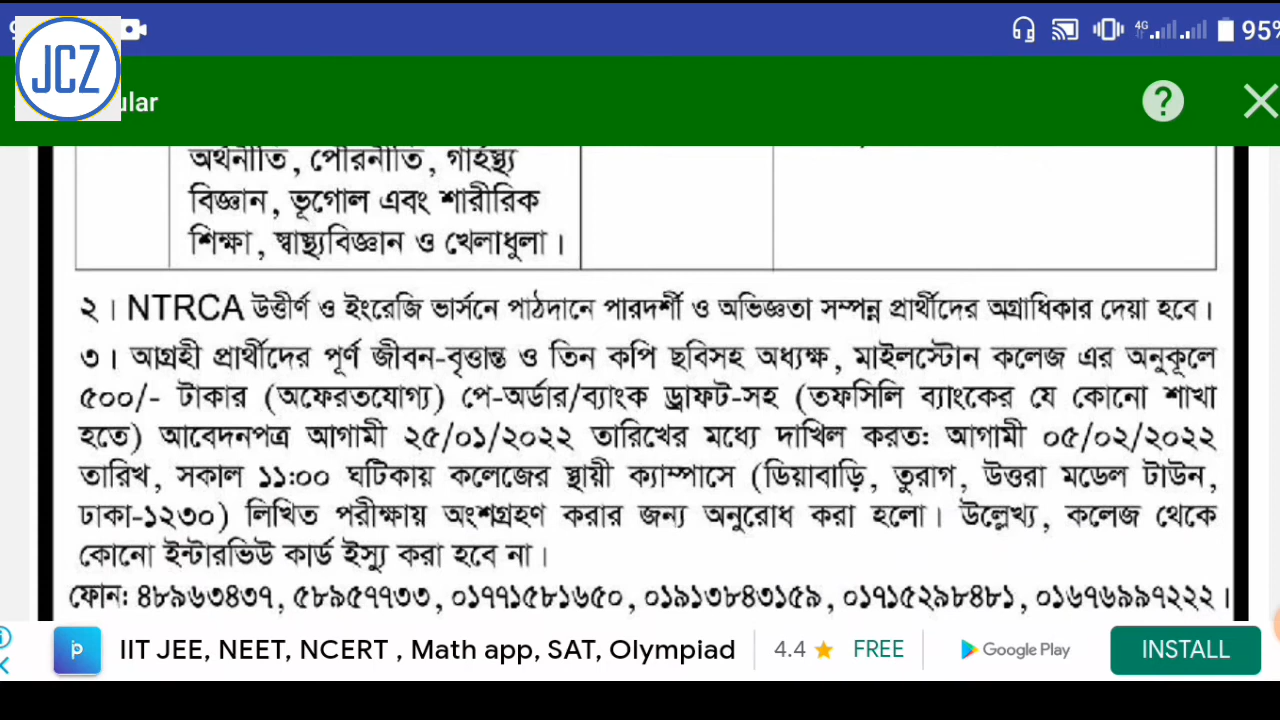 JCZ
ular
95%
4G
অর্থনীতি, পৌরনীতি, গার্হস্থ্য
বিজ্ঞান, ভূগোল এবং শারীরিক
শিক্ষা, স্বাস্থ্যবিজ্ঞান ও খেলাধুলা।
২। NTRCA উত্তীর্ণ ও ইংরেজি ভার্সনে পাঠদানে পারদর্শী ও অভিজ্ঞতা সম্পন্ন প্রার্থীদের অগ্রাধিকার দেয়া হবে।
৩। আগ্রহী প্রার্থীদের পূর্ণ জীবন-বৃত্তান্ত ও তিন কপি ছবিসহ অধ্যক্ষ, মাইলস্টোন কলেজ এর অনুকূলে
৫০০/- টাকার (অফেরতযোগ্য) পে-অর্ডার/ব্যাংক ড্রাফট-সহ (তফসিলি ব্যাংকের যে কোনো শাখা
হতে) আবেদনপত্র আগামী ২৫/০১/২০২২ তারিখের মধ্যে দাখিল করত: আগামী ০৫/০২/২০২২
তারিখ, সকাল ১১:০০ ঘটিকায় কলেজের স্থায়ী ক্যাম্পাসে (ডিয়াবাড়ি, তুরাগ, উত্তরা মডেল টাউন,
ঢাকা-১২৩০) লিখিত পরীক্ষায় অংশগ্রহণ করার জন্য অনুরোধ করা হলো। উল্লেখ্য, কলেজ থেকে
কোনো ইন্টারভিউ কার্ড ইস্যু করা হবে না।
ফোন: ৪৮৯৬৩৪৩৭, ৫৮৯৫৭৭৩৩, ০১৭৭১৫৮১৬৫০, ০১৯১৩৮৪৩১৫৯, ০১৭১৫২৯৮৪৮১, ০১৬৭৬৯৯৭২২২।
IIT JEE, NEET, NCERT , Math app, SAT, Olympiad
4.4 ★ FREE
Google Play
INSTALL